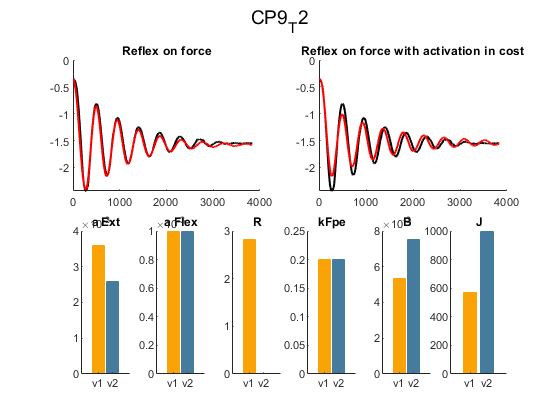 CP9_T2
Reflex on force
Reflex on force with activation in cost
0
-0.5
-1
-1.5
-2
0 1000 2000 3000 4000
0
-0.5
-1
-1.5
-2
0 1000 2000 3000 4000
a Ext
4
3
2
1
0
v1 v2
a Flex
1
0.8
0.6
0.4
0.2
0
v1 v2
R
3
2
1
v1 v2
kFpe
0.25
0.2
0.15
0.1
0.05
0
v1 v2
B
8
6
4
2
0
v1 v2
J
1000
800
600
400
200
0
v1 v2